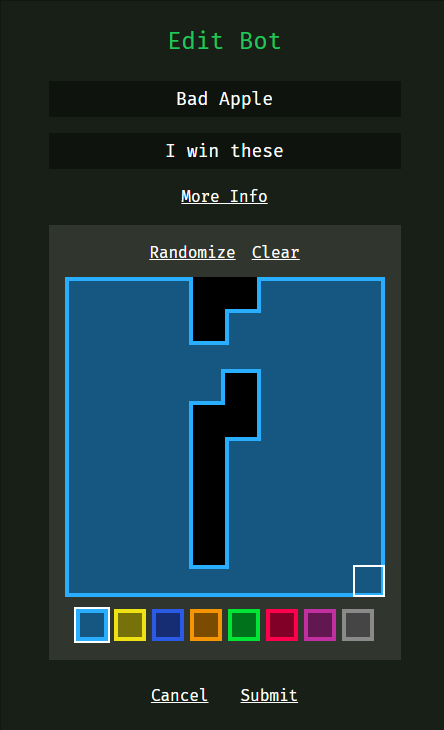 Edit Bot
Bad Apple
I win these
More Info
Randomize Clear
Cancel Submit